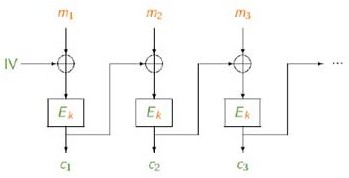 m₁ m₂ m₃
IV ...
Eₖ Eₖ Eₖ
c₁ c₂ c₃